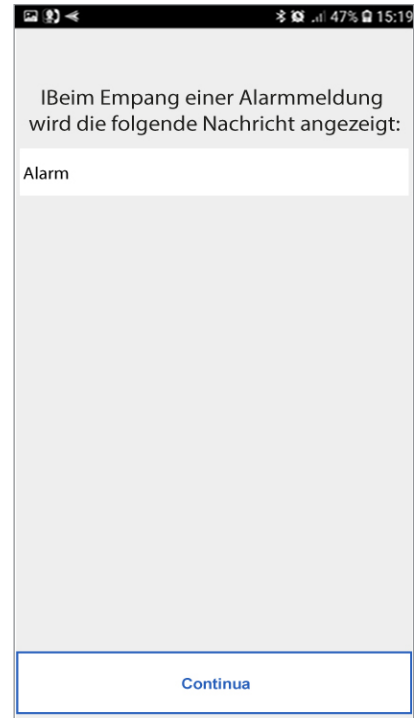 47% 15:19
IBeim Empang einer Alarmmeldung
wird die folgende Nachricht angezeigt:
Alarm
Continua